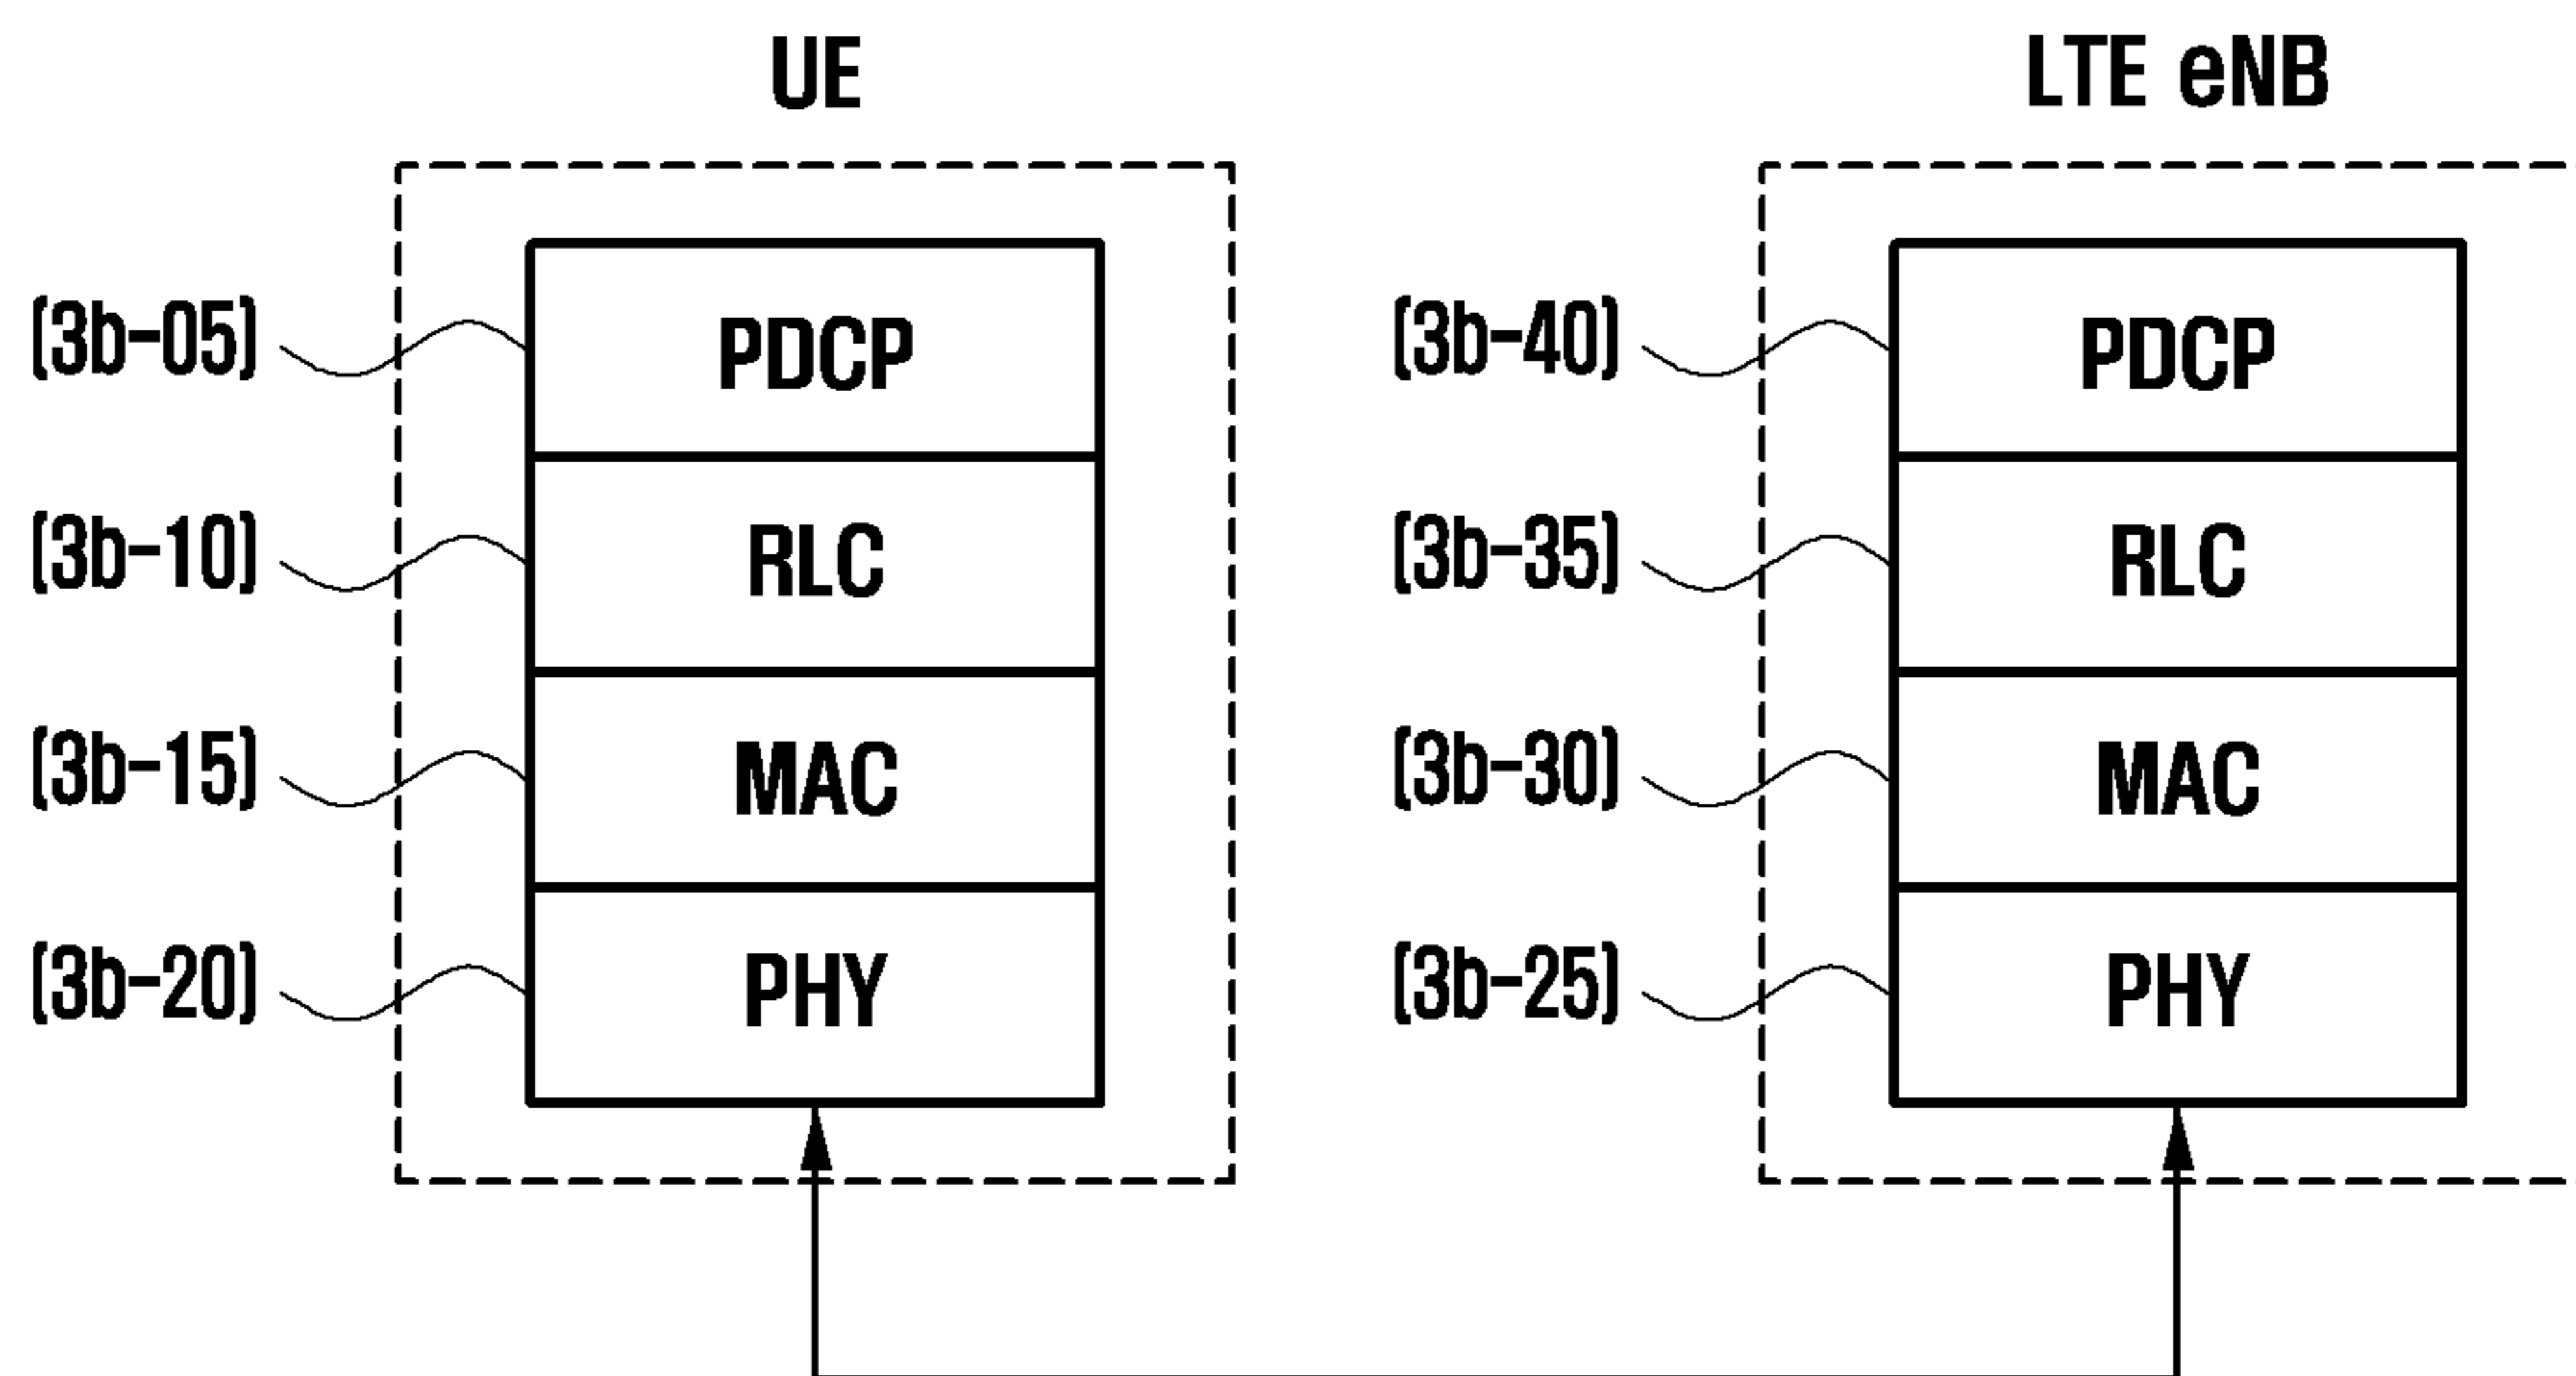 UE
LTE eNB
[3b-05]
PDCP
[3b-40]
PDCP
[3b-10]
RLC
[3b-35]
RLC
[3b-15]
MAC
[3b-30]
MAC
[3b-20]
PHY
[3b-25]
PHY